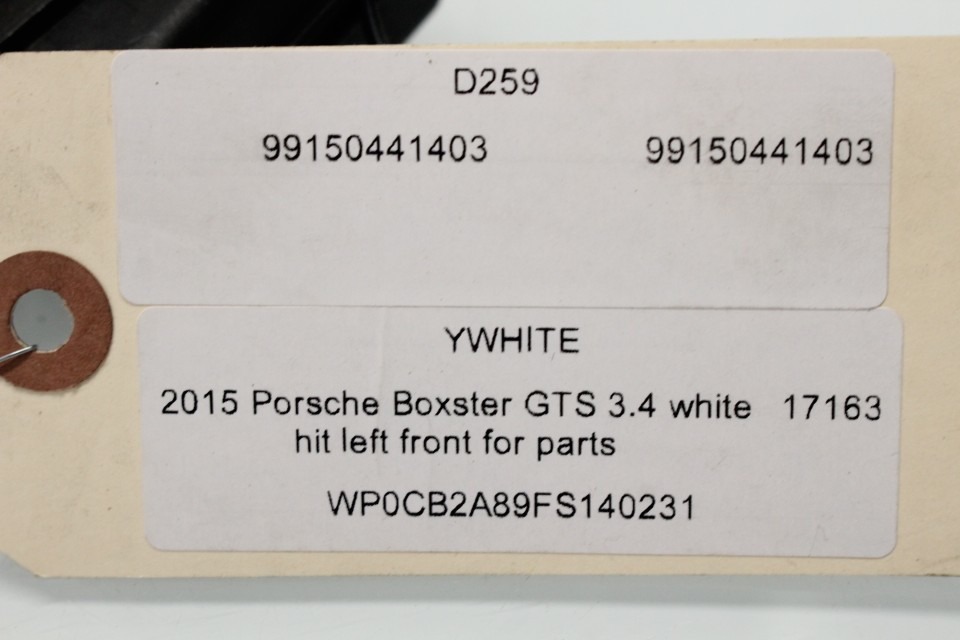 D259
99150441403 99150441403
YWHITE
2015 Porsche Boxster GTS 3.4 white 17163
hit left front for parts
WP0CB2A89FS140231